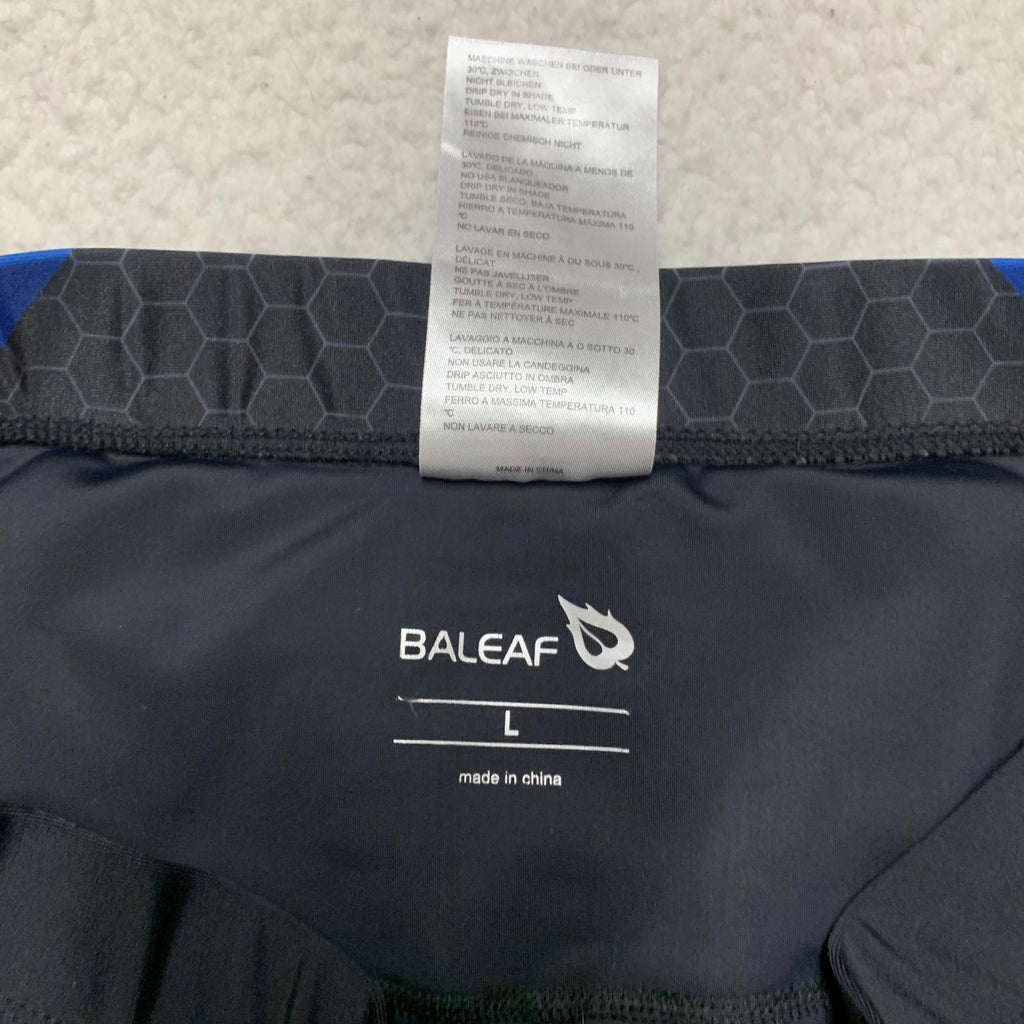 MASCHINE WASCHEN BEI ODER UNTER
30°C, ZWISCHEN
NICHT BLEICHEN
DRIP DRY IN SHADE
TUMBLE DRY, LOW TEMP
EISEN BEI MAXIMALER TEMPERATUR
110°C
REINIGE CHEMISCH NICHT
LAVADO DE LA MÁQUINA A MENOS DE
30°C, DELICADO
NO USA BLANQUEADOR
DRIP DRY IN SHADE
TUMBLE SECO, BAJA TEMPERATURA
HIERRO A TEMPERATURA MÁXIMA 110
°C
NO LAVAR EN SECO
LAVAGE EN MACHINE À OU SOUS 30°C ,
DÉLICAT
NE PAS JAVELLISER
GOUTTE À SEC À L'OMBRE
TUMBLE DRY, LOW TEMP
FER À TEMPÉRATURE MAXIMALE 110°C
NE PAS NETTOYER À SEC
LAVAGGIO A MACCHINA A O SOTTO 30
°C, DELICATO
NON USARE LA CANDEGGINA
DRIP ASCIUTTO IN OMBRA
TUMBLE DRY, LOW TEMP
FERRO A MASSIMA TEMPERATURA 110
°C
NON LAVARE A SECCO
MADE IN CHINA
BALEAF
L
made in china